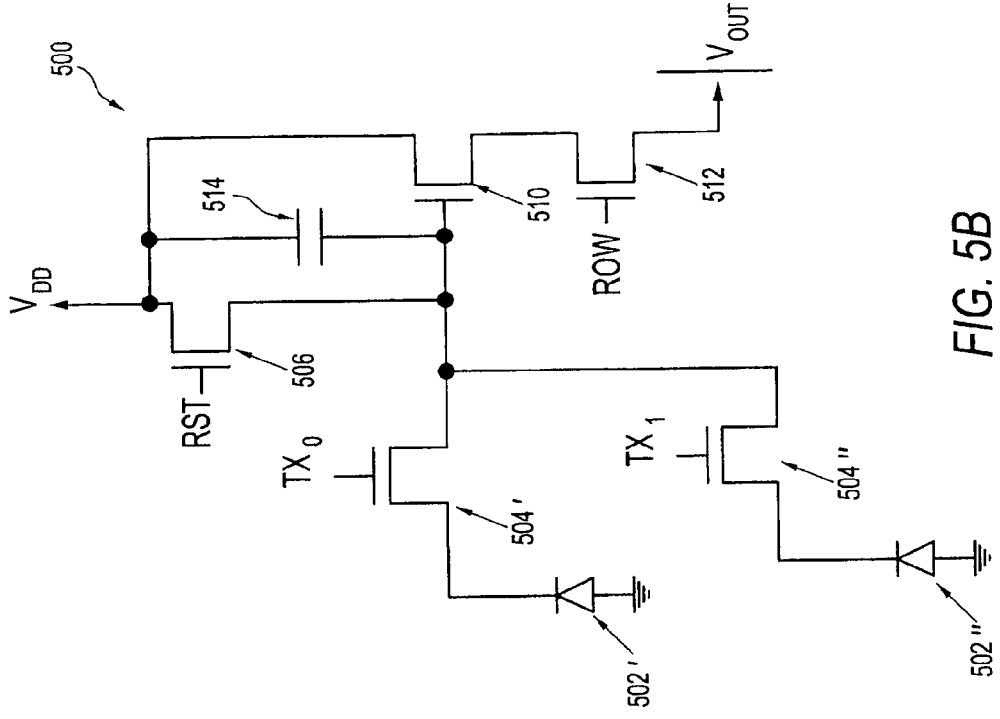 500
V_DD
514
RST
506
510
TX_0
ROW
512
V_OUT
504'
TX_1
504"
502'
502"
FIG. 5B